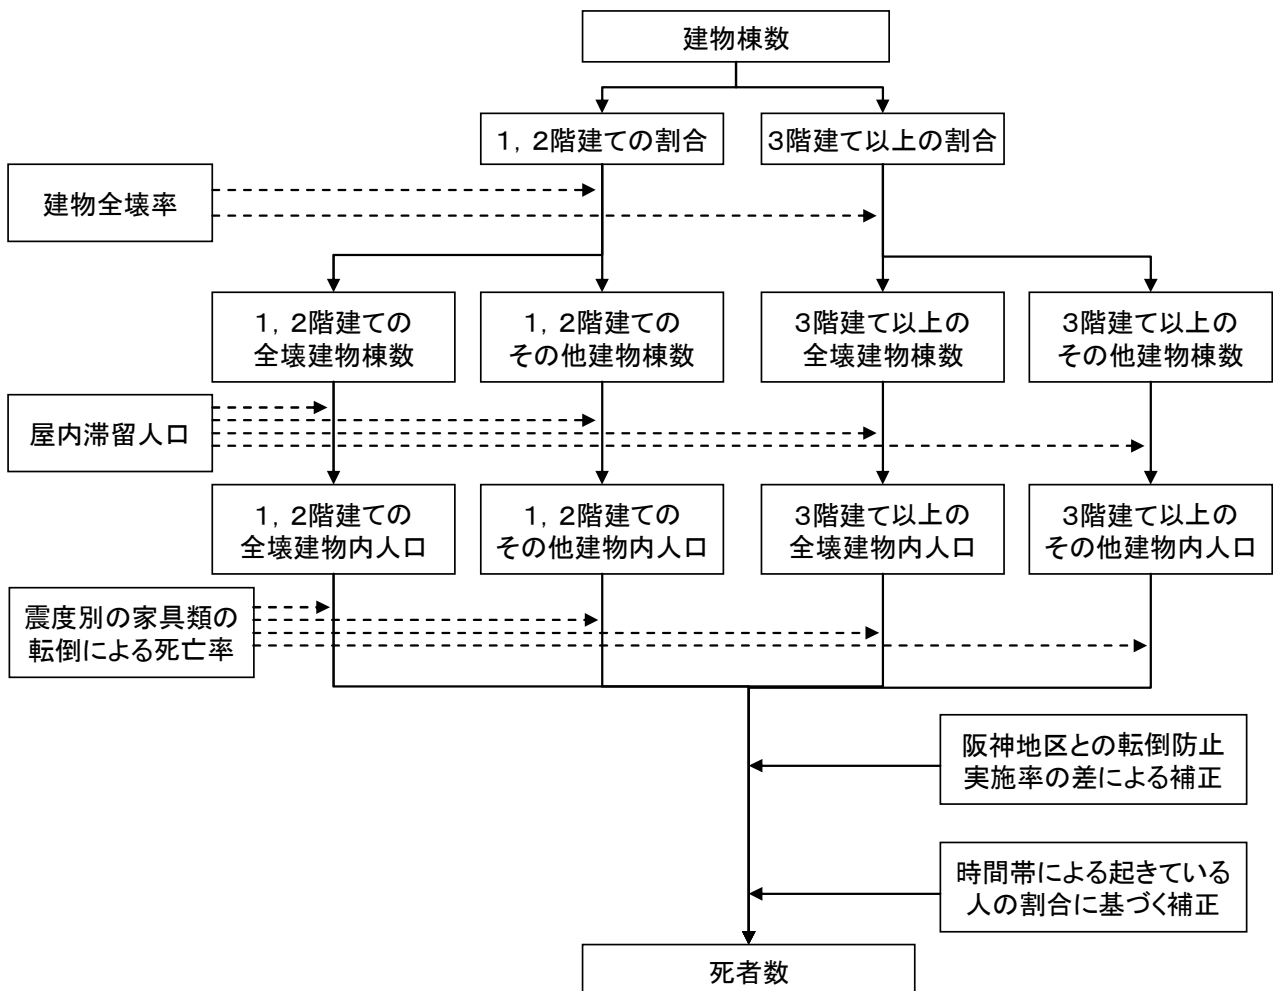 建物棟数
1，2階建ての割合
3階建て以上の割合
建物全壊率
1，2階建ての
全壊建物棟数
1，2階建ての
その他建物棟数
3階建て以上の
全壊建物棟数
3階建て以上の
その他建物棟数
屋内滞留人口
1，2階建ての
全壊建物内人口
1，2階建ての
その他建物内人口
3階建て以上の
全壊建物内人口
3階建て以上の
その他建物内人口
震度別の家具類の
転倒による死亡率
阪神地区との転倒防止
実施率の差による補正
時間帯による起きている
人の割合に基づく補正
死者数